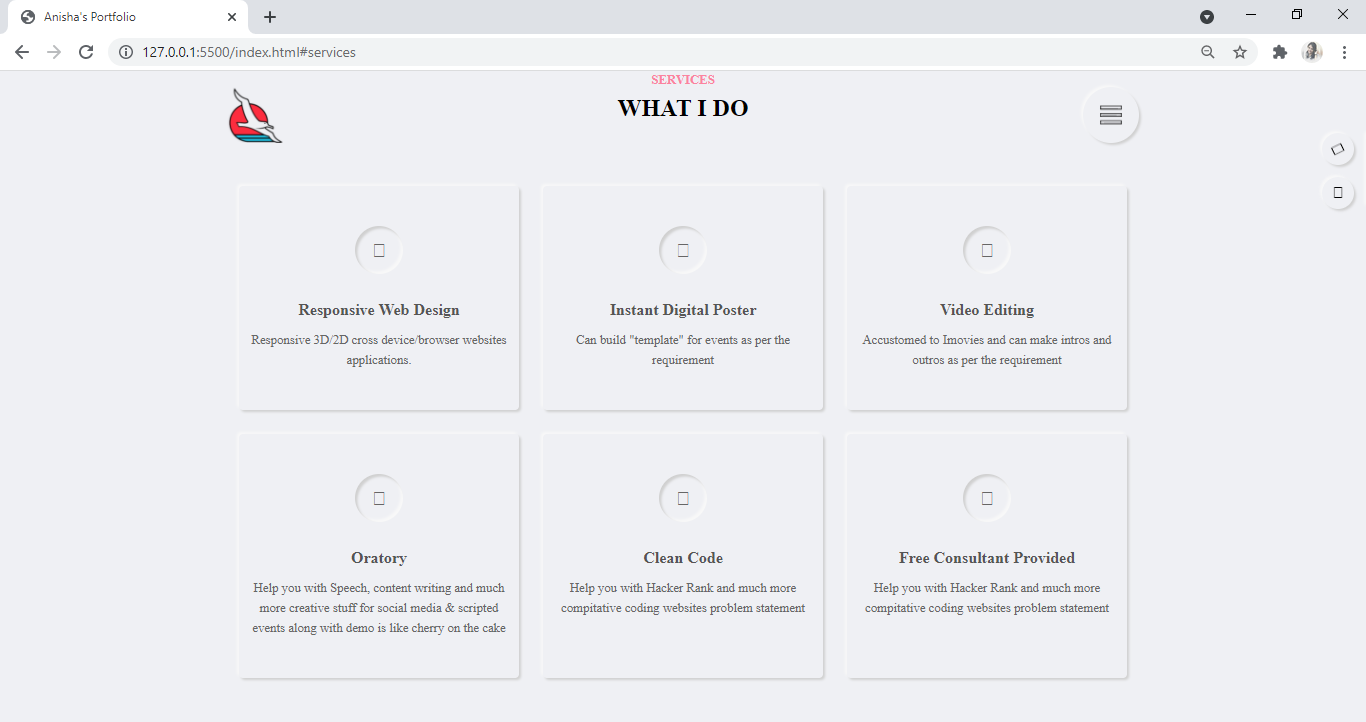 Anisha's Portfolio
127.0.0.1:5500/index.html#services
SERVICES
WHAT I DO
Responsive Web Design
Responsive 3D/2D cross device/browser websites
applications.
Instant Digital Poster
Can build "template" for events as per the
requirement
Video Editing
Accustomed to Imovies and can make intros and
outros as per the requirement
Oratory
Help you with Speech, content writing and much
more creative stuff for social media & scripted
events along with demo is like cherry on the cake
Clean Code
Help you with Hacker Rank and much more
compitative coding websites problem statement
Free Consultant Provided
Help you with Hacker Rank and much more
compitative coding websites problem statement